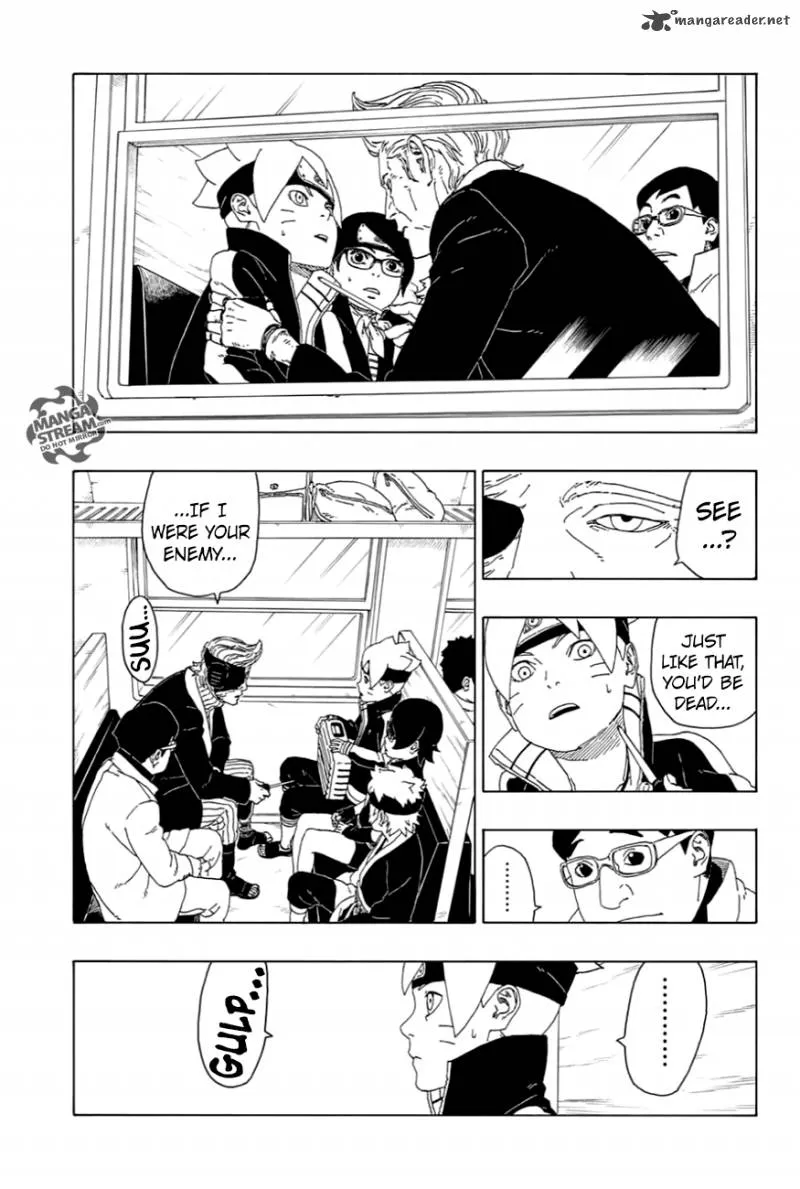 mangareader.net
MANGA
STREAM.com
DO NOT MIRROR
SEE
...?
JUST
LIKE THAT,
YOU'D BE
DEAD...
.........
...IF I
WERE YOUR
ENEMY...
SUU...
.........
GULP...